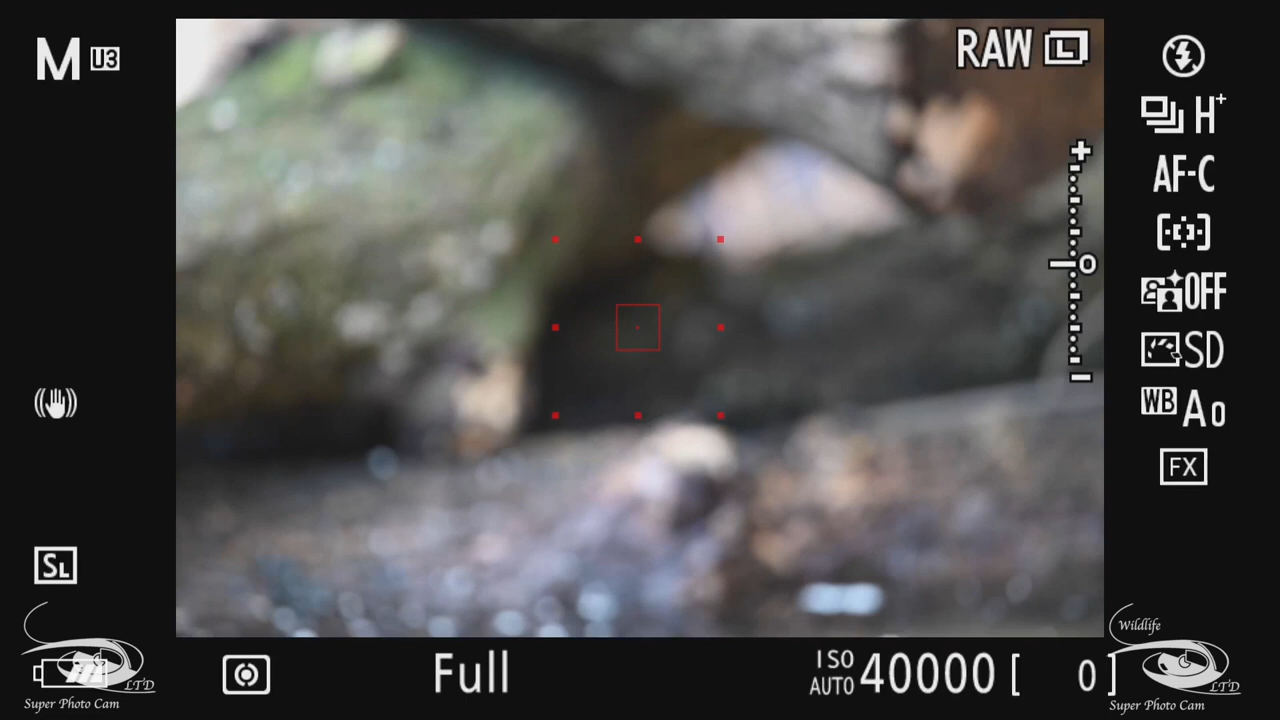 M U3
RAW L
H+
AF-C
OFF
SD
WB A0
FX
SL
Full
ISO AUTO 40000 [ 0 ]
LTD
Super Photo Cam
Wildlife
LTD
Super Photo Cam